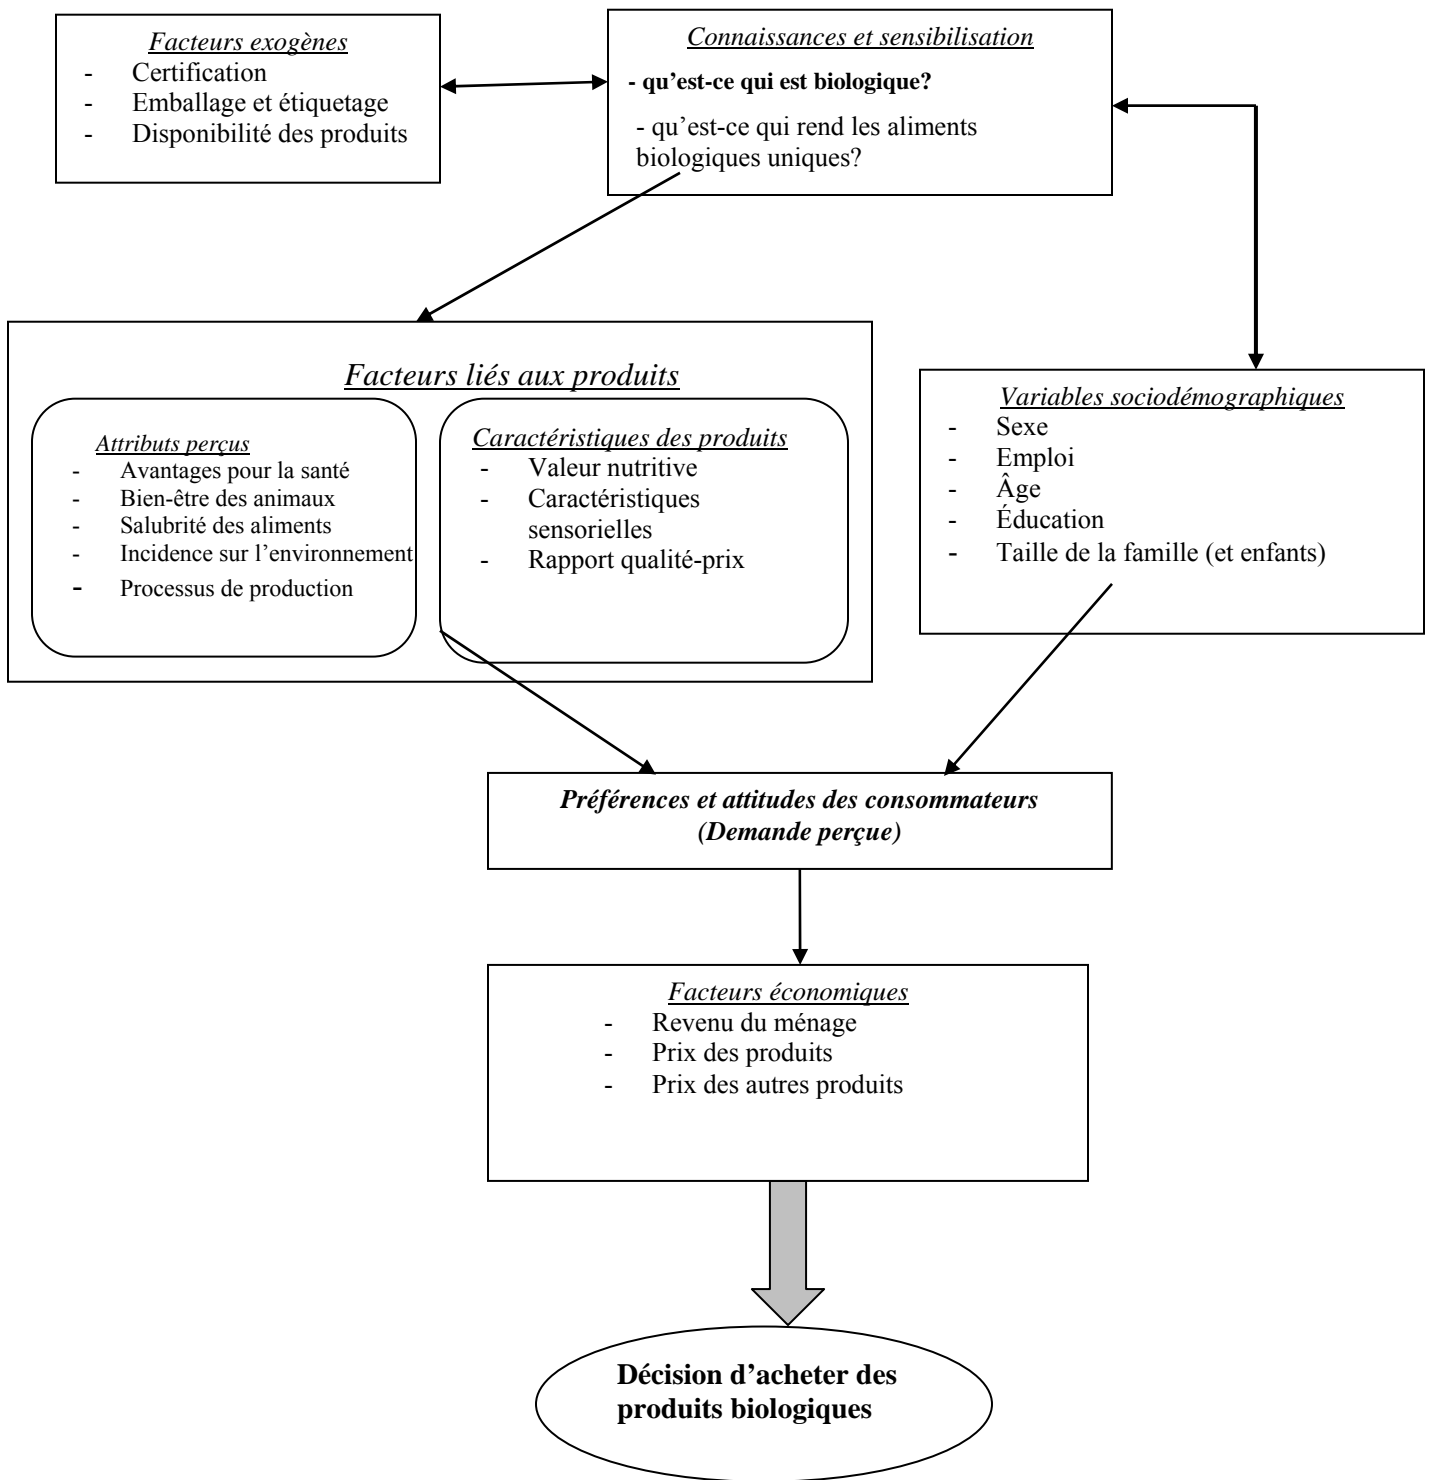 Facteurs exogènes
- Certification
- Emballage et étiquetage
- Disponibilité des produits
Connaissances et sensibilisation
- qu’est-ce qui est biologique?
- qu’est-ce qui rend les aliments
biologiques uniques?
Facteurs liés aux produits
Attributs perçus
- Avantages pour la santé
- Bien-être des animaux
- Salubrité des aliments
- Incidence sur l’environnement
- Processus de production
Caractéristiques des produits
- Valeur nutritive
- Caractéristiques
sensorielles
- Rapport qualité-prix
Variables sociodémographiques
- Sexe
- Emploi
- Âge
- Éducation
- Taille de la famille (et enfants)
Préférences et attitudes des consommateurs
(Demande perçue)
Facteurs économiques
- Revenu du ménage
- Prix des produits
- Prix des autres produits
Décision d’acheter des
produits biologiques